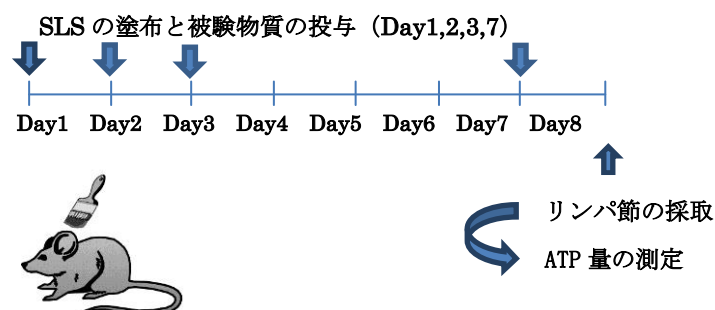 SLS の塗布と被験物質の投与（Day1,2,3,7）
Day1 Day2 Day3 Day4 Day5 Day6 Day7 Day8
リンパ節の採取
ATP 量の測定